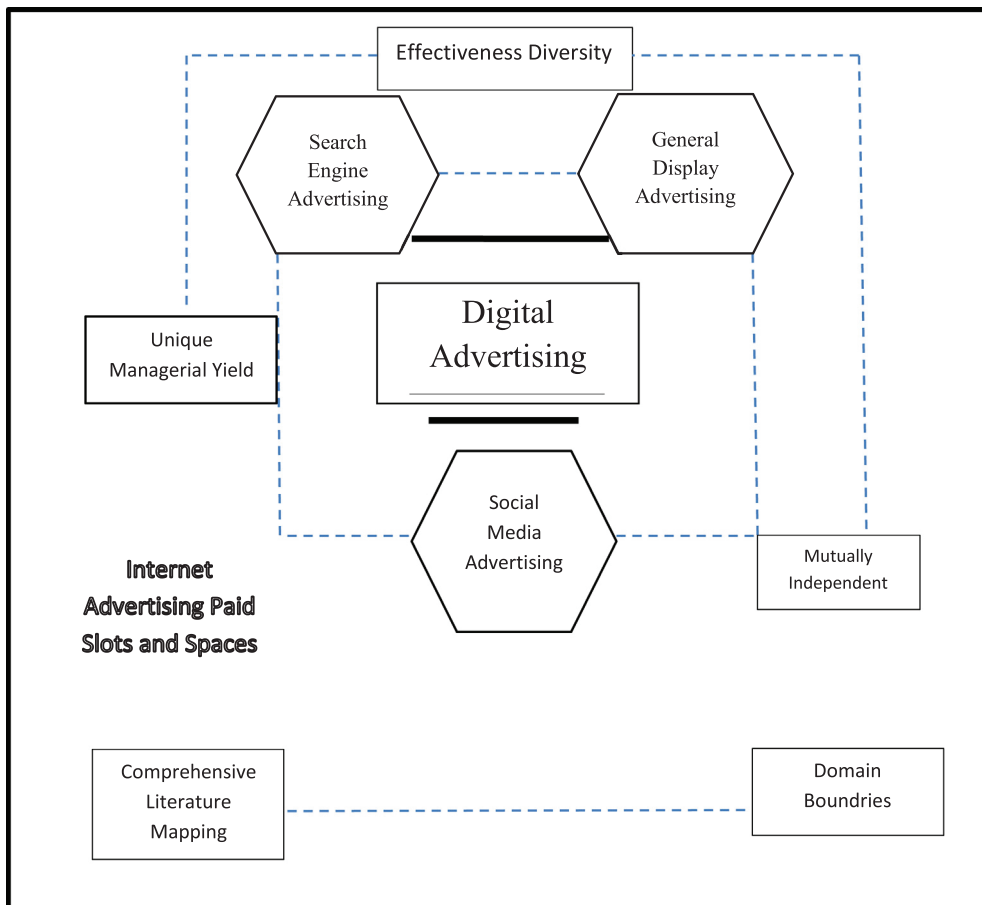 Effectiveness Diversity
Search
Engine
Advertising
General
Display
Advertising
Digital
Advertising
Unique
Managerial Yield
Social
Media
Advertising
Mutually
Independent
Internet
Advertising Paid
Slots and Spaces
Comprehensive
Literature
Mapping
Domain
Boundries